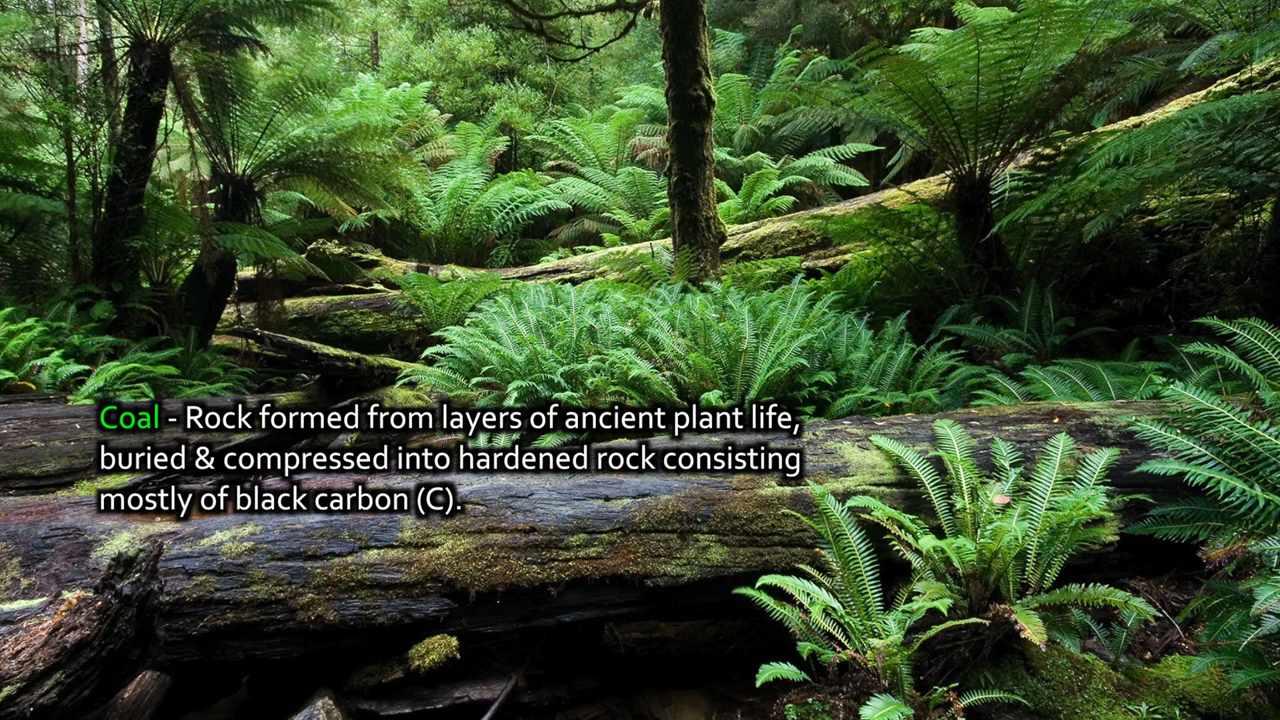 Coal - Rock formed from layers of ancient plant life,
buried & compressed into hardened rock consisting
mostly of black carbon (C).